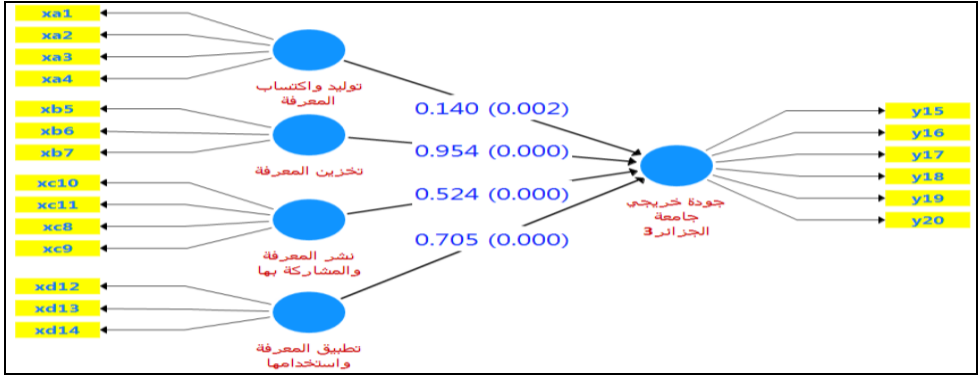 xa1
xa2
xa3
xa4
توليد واكتساب
المعرفة
xb5
xb6
xb7
تخزين المعرفة
xc10
xc11
xc8
xc9
نشر المعرفة
والمشاركة بها
xd12
xd13
xd14
تطبيق المعرفة
واستخدامها
0.140 (0.002)
0.954 (0.000)
0.524 (0.000)
0.705 (0.000)
جودة خريجي
جامعة
الجزائر3
y15
y16
y17
y18
y19
y20